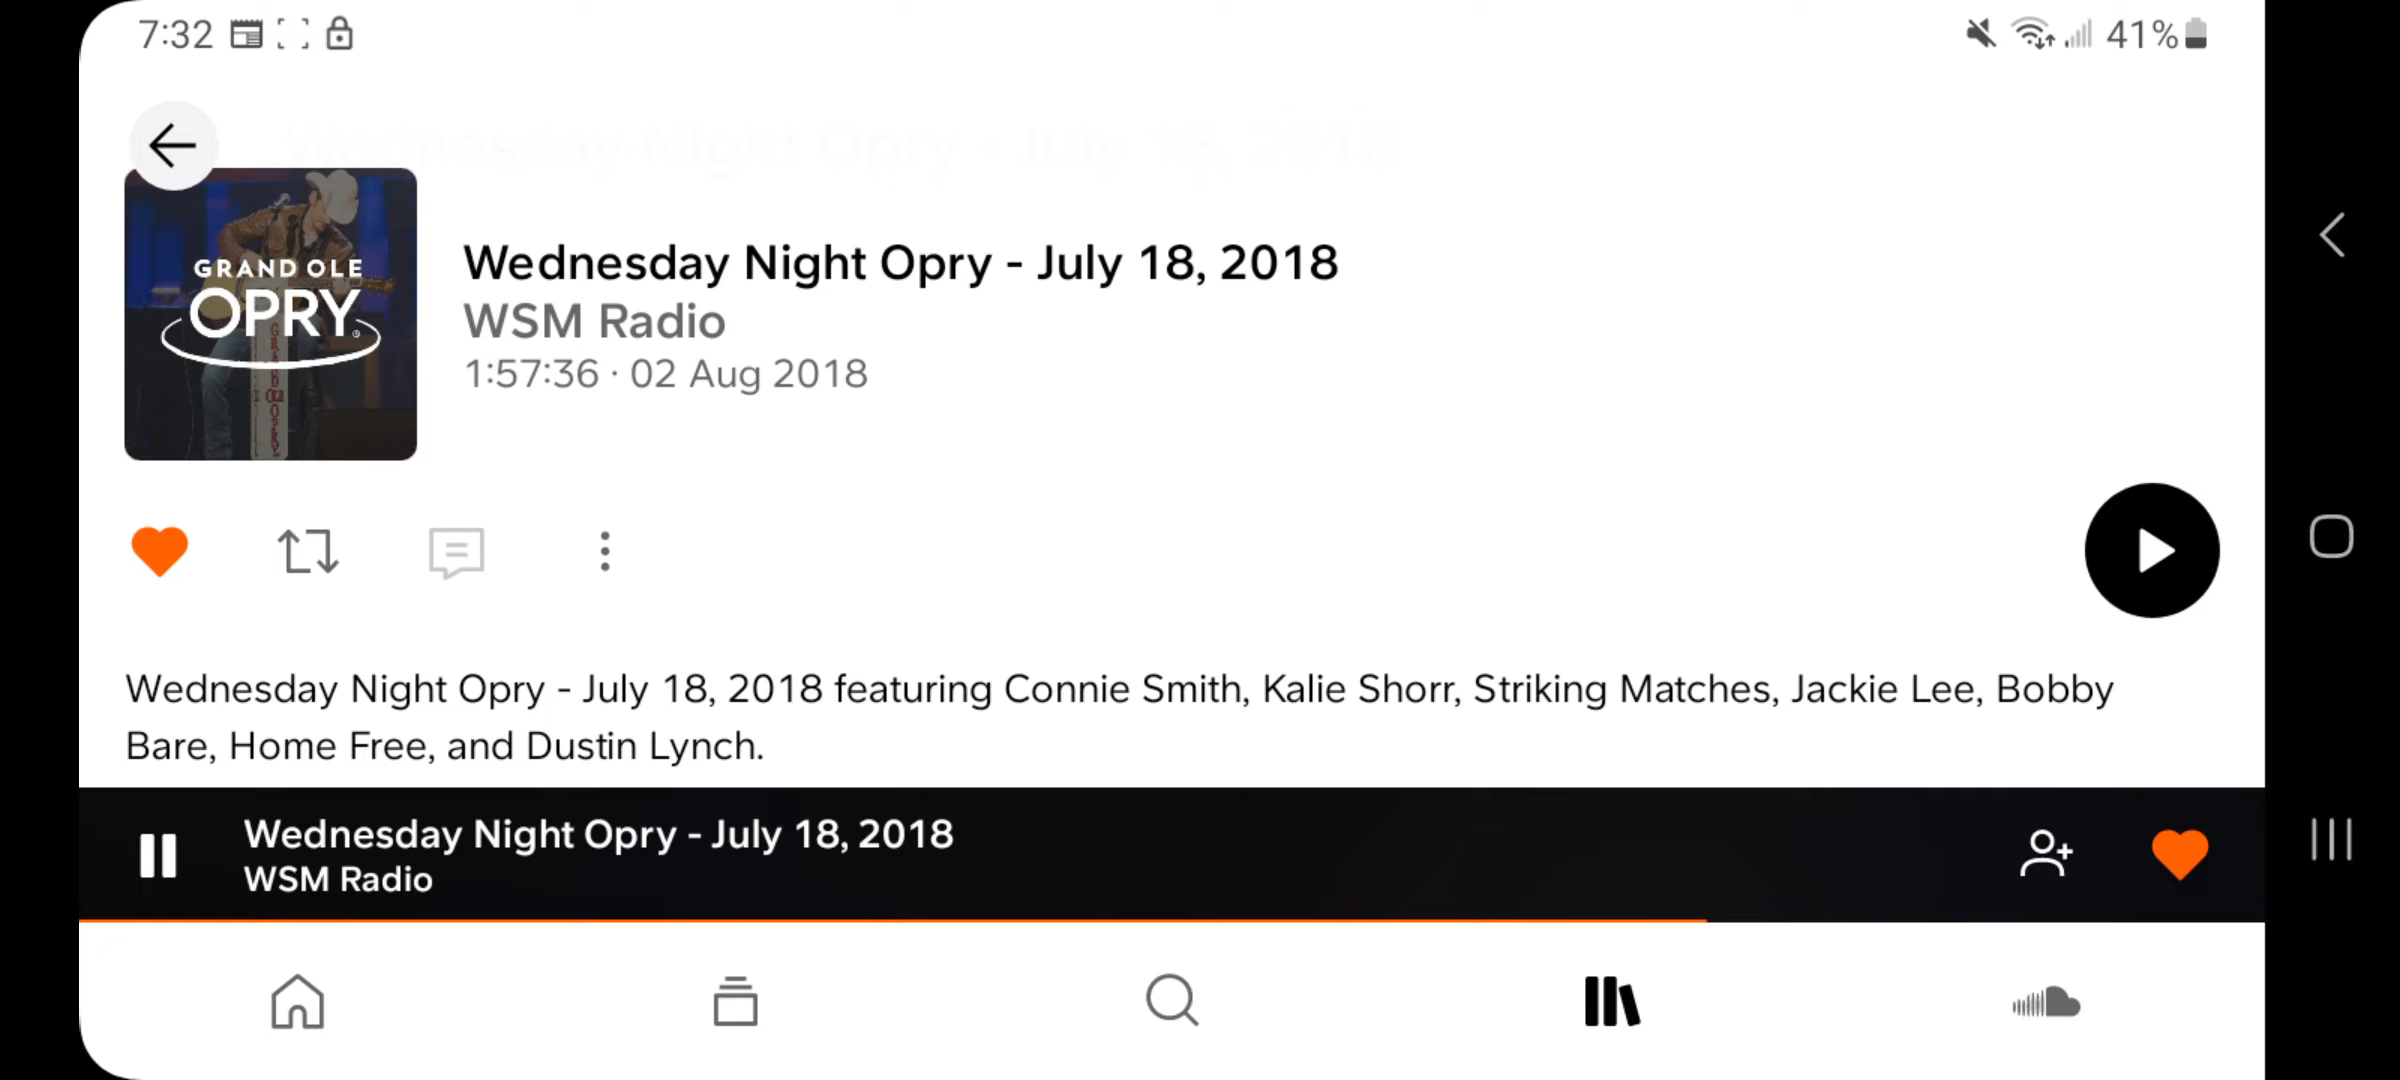 7:32
41%
Wednesday Night Opry - July 18, 2018
GRAND OLE
OPRY
Wednesday Night Opry - July 18, 2018
WSM Radio
1:57:36 · 02 Aug 2018
Wednesday Night Opry - July 18, 2018 featuring Connie Smith, Kalie Shorr, Striking Matches, Jackie Lee, Bobby
Bare, Home Free, and Dustin Lynch.
Wednesday Night Opry - July 18, 2018
WSM Radio